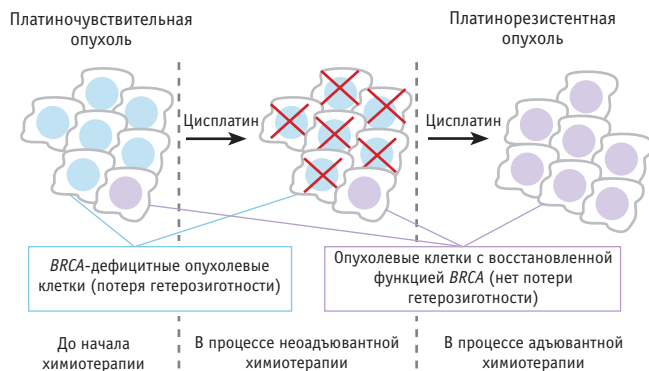 Платиночувствительная
опухоль
Платинорезистентная
опухоль
Цисплатин
Цисплатин
BRCA-дефицитные опухолевые
клетки (потеря гетерозиготности)
Опухолевые клетки с восстановленной
функцией BRCA (нет потери
гетерозиготности)
До начала
химиотерапии
В процессе неоадъювантной
химиотерапии
В процессе адъювантной
химиотерапии